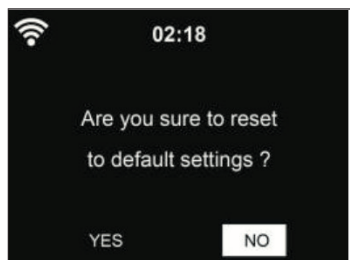 02:18
Are you sure to reset
to default settings ?
YES NO